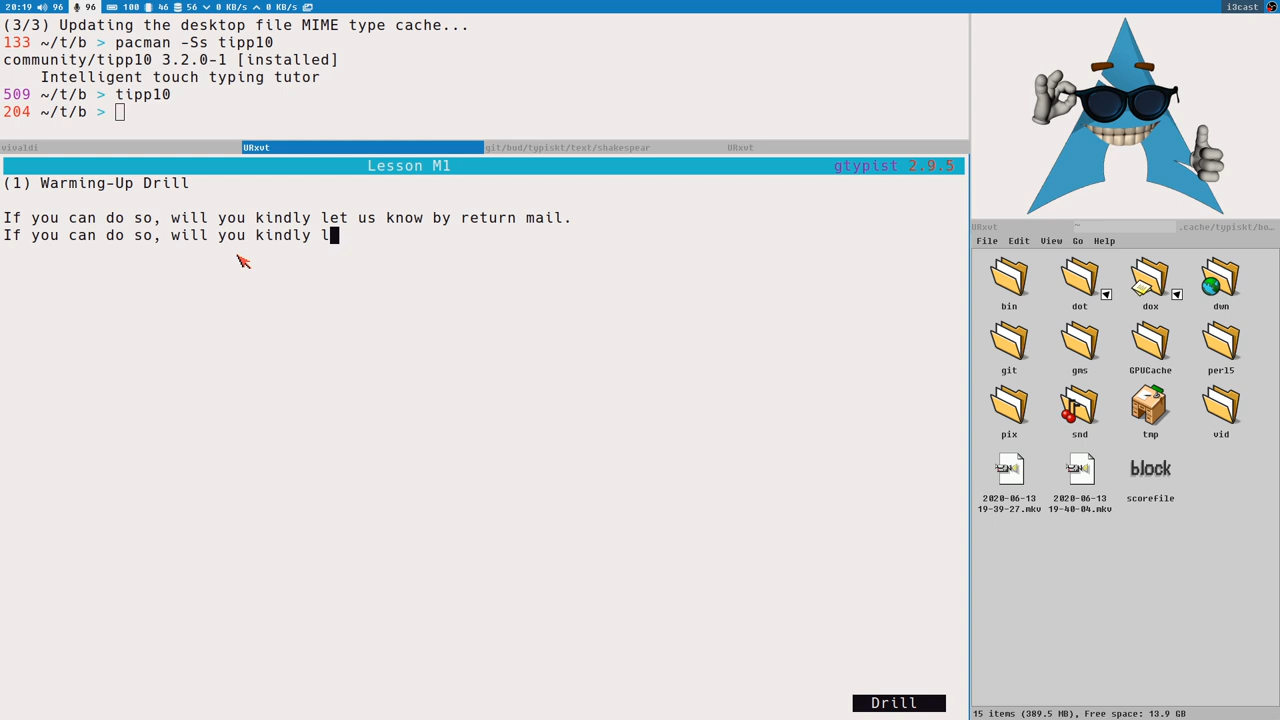 20:19 96 96 100 46 56 0 KB/s 0 KB/s
i3cast
(3/3) Updating the desktop file MIME type cache...
133 ~/t/b > pacman -Ss tipp10
community/tipp10 3.2.0-1 [installed]
Intelligent touch typing tutor
509 ~/t/b > tipp10
204 ~/t/b >
vivaldi URxvt git/bud/typiskt/text/shakespear URxvt
Lesson M1 gtypist 2.9.5
(1) Warming-Up Drill
If you can do so, will you kindly let us know by return mail.
If you can do so, will you kindly l
Drill
URxvt ~ .cache/typiskt/bo…
File Edit View Go Help
bin dot dox dwn
git gms GPUCache perl5
pix snd tmp vid
block
2020-06-13 2020-06-13 scorefile
19-39-27.mkv 19-40-04.mkv
15 items (389.5 MB), Free space: 13.9 GB